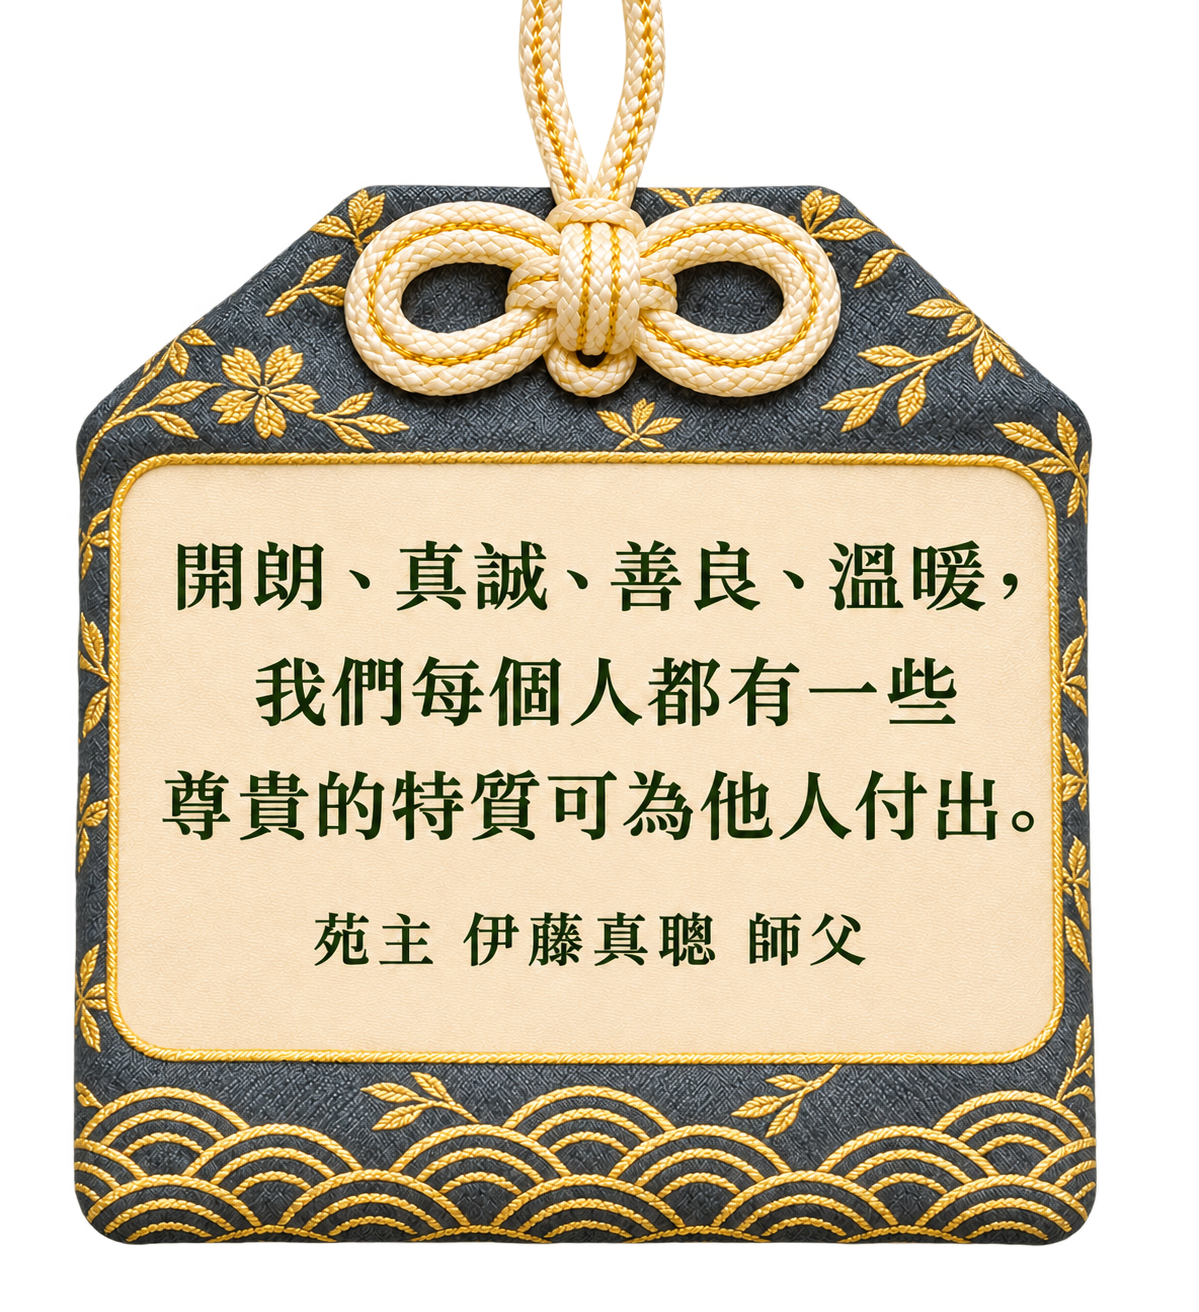 開朗、真誠、善良、溫暖，
我們每個人都有一些
尊貴的特質可為他人付出。
苑主 伊藤真聰 師父